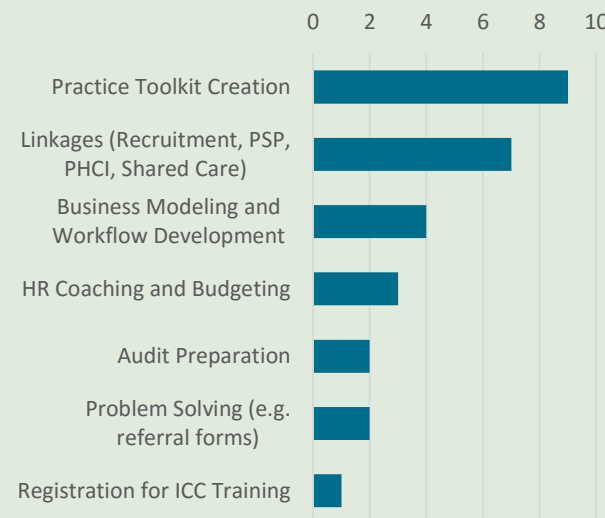 0 2 4 6 8 10
Practice Toolkit Creation
Linkages (Recruitment, PSP,
PHCI, Shared Care)
Business Modeling and
Workflow Development
HR Coaching and Budgeting
Audit Preparation
Problem Solving (e.g.
referral forms)
Registration for ICC Training